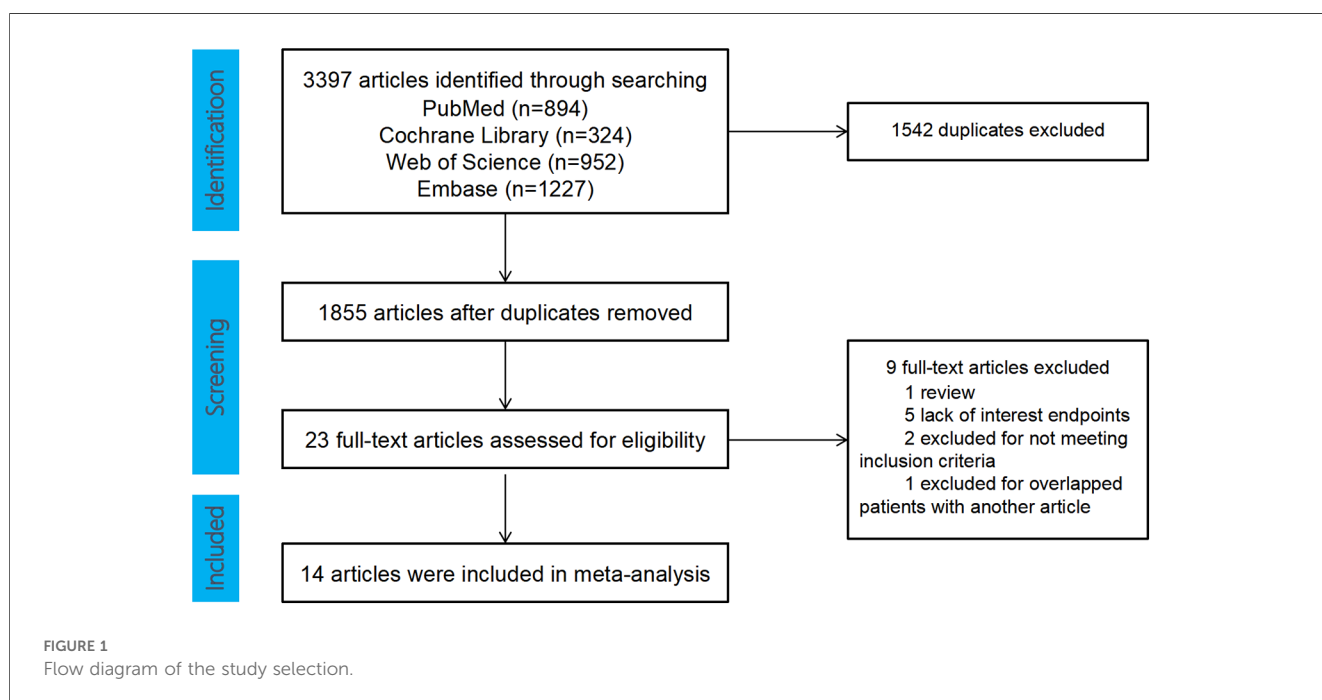 Identificatioon
3397 articles identified through searching
PubMed (n=894)
Cochrane Library (n=324)
Web of Science (n=952)
Embase (n=1227)
1542 duplicates excluded
Screening
1855 articles after duplicates removed
23 full-text articles assessed for eligibility
9 full-text articles excluded
1 review
5 lack of interest endpoints
2 excluded for not meeting
inclusion criteria
1 excluded for overlapped
patients with another article
Included
14 articles were included in meta-analysis
FIGURE 1
Flow diagram of the study selection.